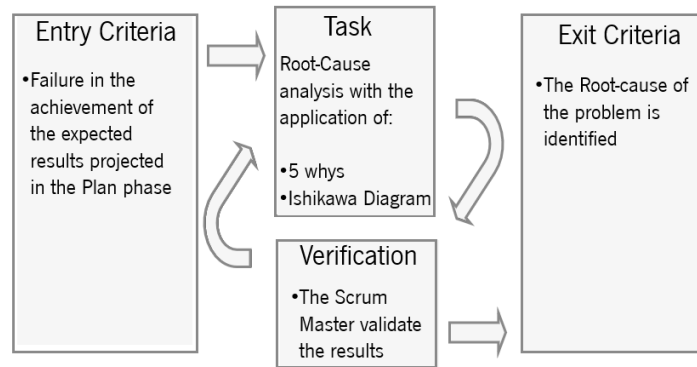 Entry Criteria
•Failure in the
achievement of
the expected
results projected
in the Plan phase
Task
Root-Cause
analysis with the
application of:
•5 whys
•Ishikawa Diagram
Verification
•The Scrum
Master validate
the results
Exit Criteria
•The Root-cause of
the problem is
identified